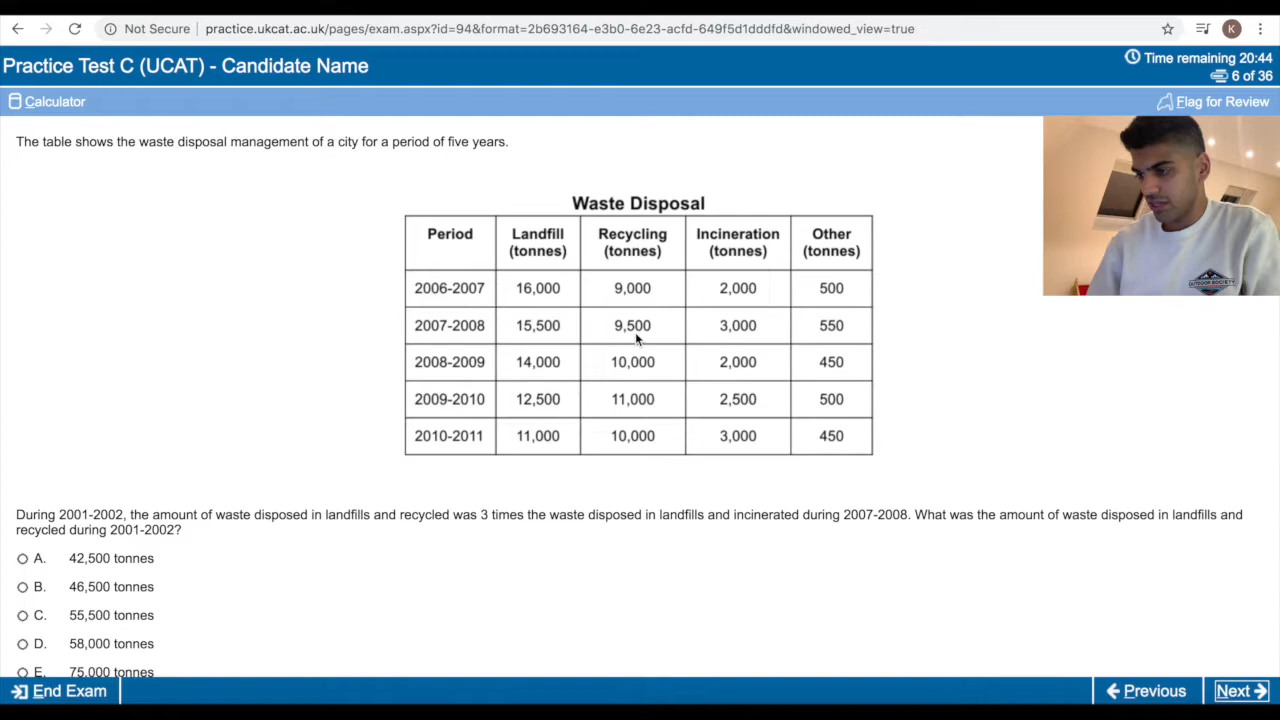 Not Secure practice.ukcat.ac.uk/pages/exam.aspx?id=94&format=2b693164-e3b0-6e23-acfd-649f5d1dddfd&windowed_view=true K
Practice Test C (UCAT) - Candidate Name
Time remaining 20:44
6 of 36
Calculator
Flag for Review
The table shows the waste disposal management of a city for a period of five years.
Waste Disposal
Period Landfill (tonnes) Recycling (tonnes) Incineration (tonnes) Other (tonnes)
2006-2007 16,000 9,000 2,000 500
2007-2008 15,500 9,500 3,000 550
2008-2009 14,000 10,000 2,000 450
2009-2010 12,500 11,000 2,500 500
2010-2011 11,000 10,000 3,000 450
OUTDOOR SOCIETY
During 2001-2002, the amount of waste disposed in landfills and recycled was 3 times the waste disposed in landfills and incinerated during 2007-2008. What was the amount of waste disposed in landfills and
recycled during 2001-2002?
A. 42,500 tonnes
B. 46,500 tonnes
C. 55,500 tonnes
D. 58,000 tonnes
E. 75,000 tonnes
End Exam
Previous
Next